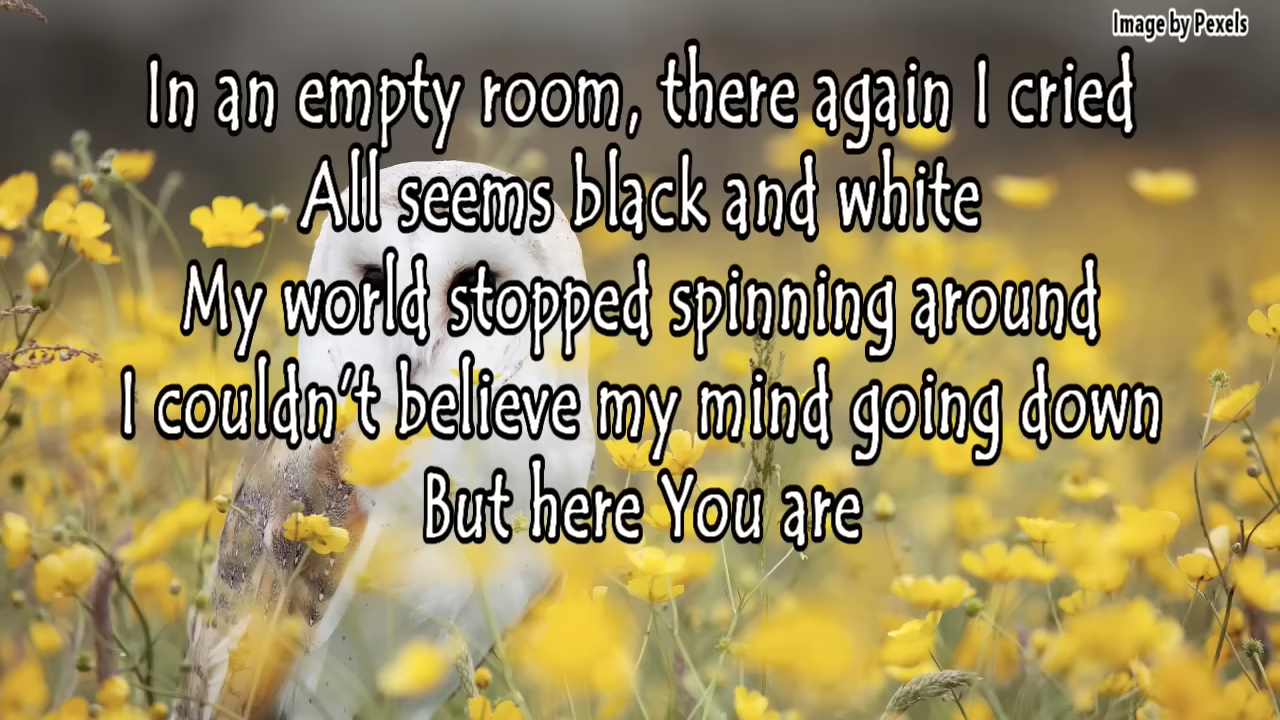 Image by Pexels
In an empty room, there again I cried
All seems black and white
My world stopped spinning around
I couldn't believe my mind going down
But here You are